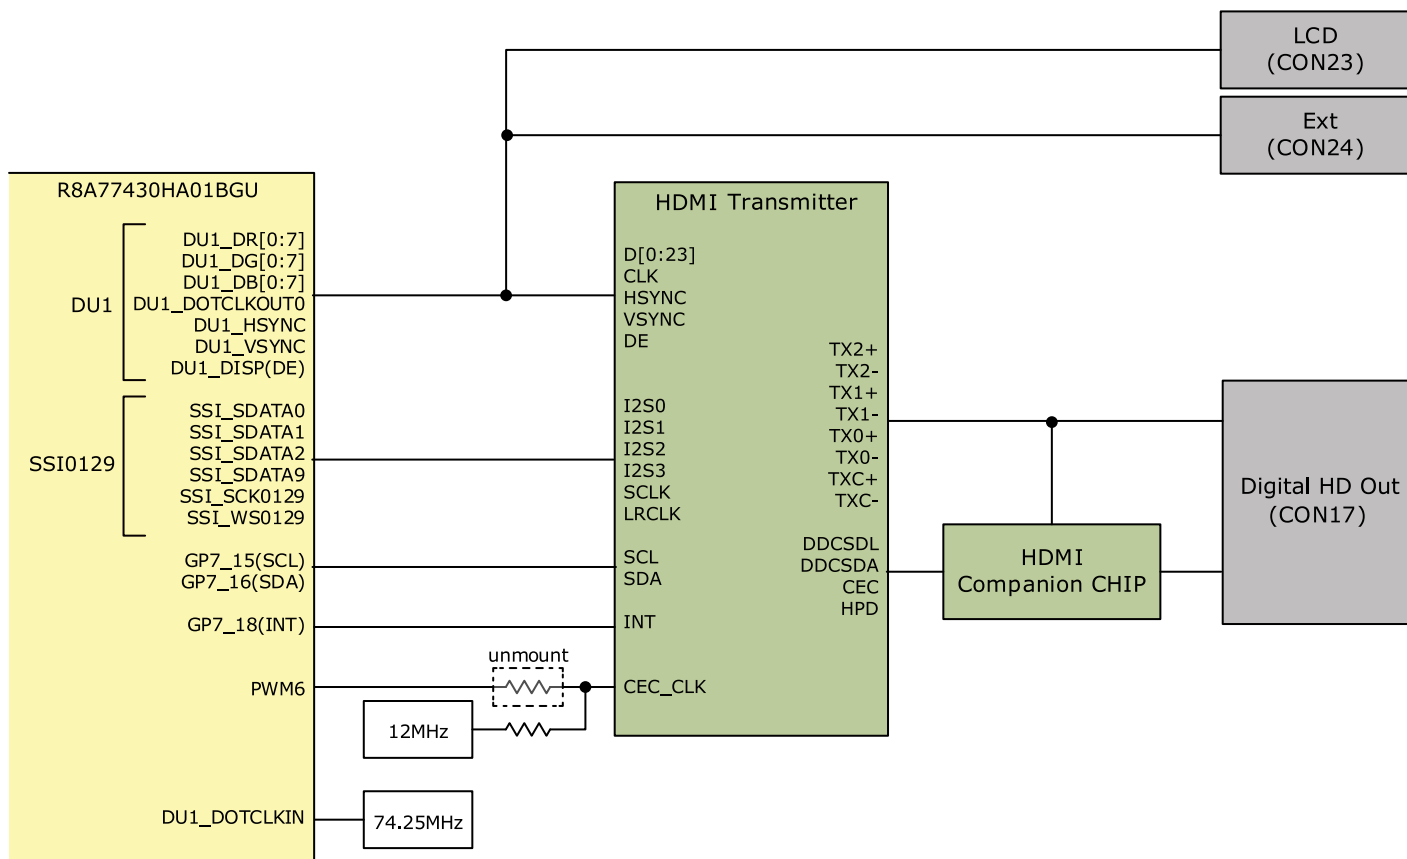 LCD
(CON23)
Ext
(CON24)
R8A77430HA01BGU
DU1
DU1_DR[0:7]
DU1_DG[0:7]
DU1_DB[0:7]
DU1_DOTCLKOUT0
DU1_HSYNC
DU1_VSYNC
DU1_DISP(DE)
SSI0129
SSI_SDATA0
SSI_SDATA1
SSI_SDATA2
SSI_SDATA9
SSI_SCK0129
SSI_WS0129
GP7_15(SCL)
GP7_16(SDA)
GP7_18(INT)
PWM6
DU1_DOTCLKIN
unmount
12MHz
74.25MHz
HDMI Transmitter
D[0:23]
CLK
HSYNC
VSYNC
DE
I2S0
I2S1
I2S2
I2S3
SCLK
LRCLK
SCL
SDA
INT
CEC_CLK
TX2+
TX2-
TX1+
TX1-
TX0+
TX0-
TXC+
TXC-
DDCSDL
DDCSDA
CEC
HPD
HDMI
Companion CHIP
Digital HD Out
(CON17)